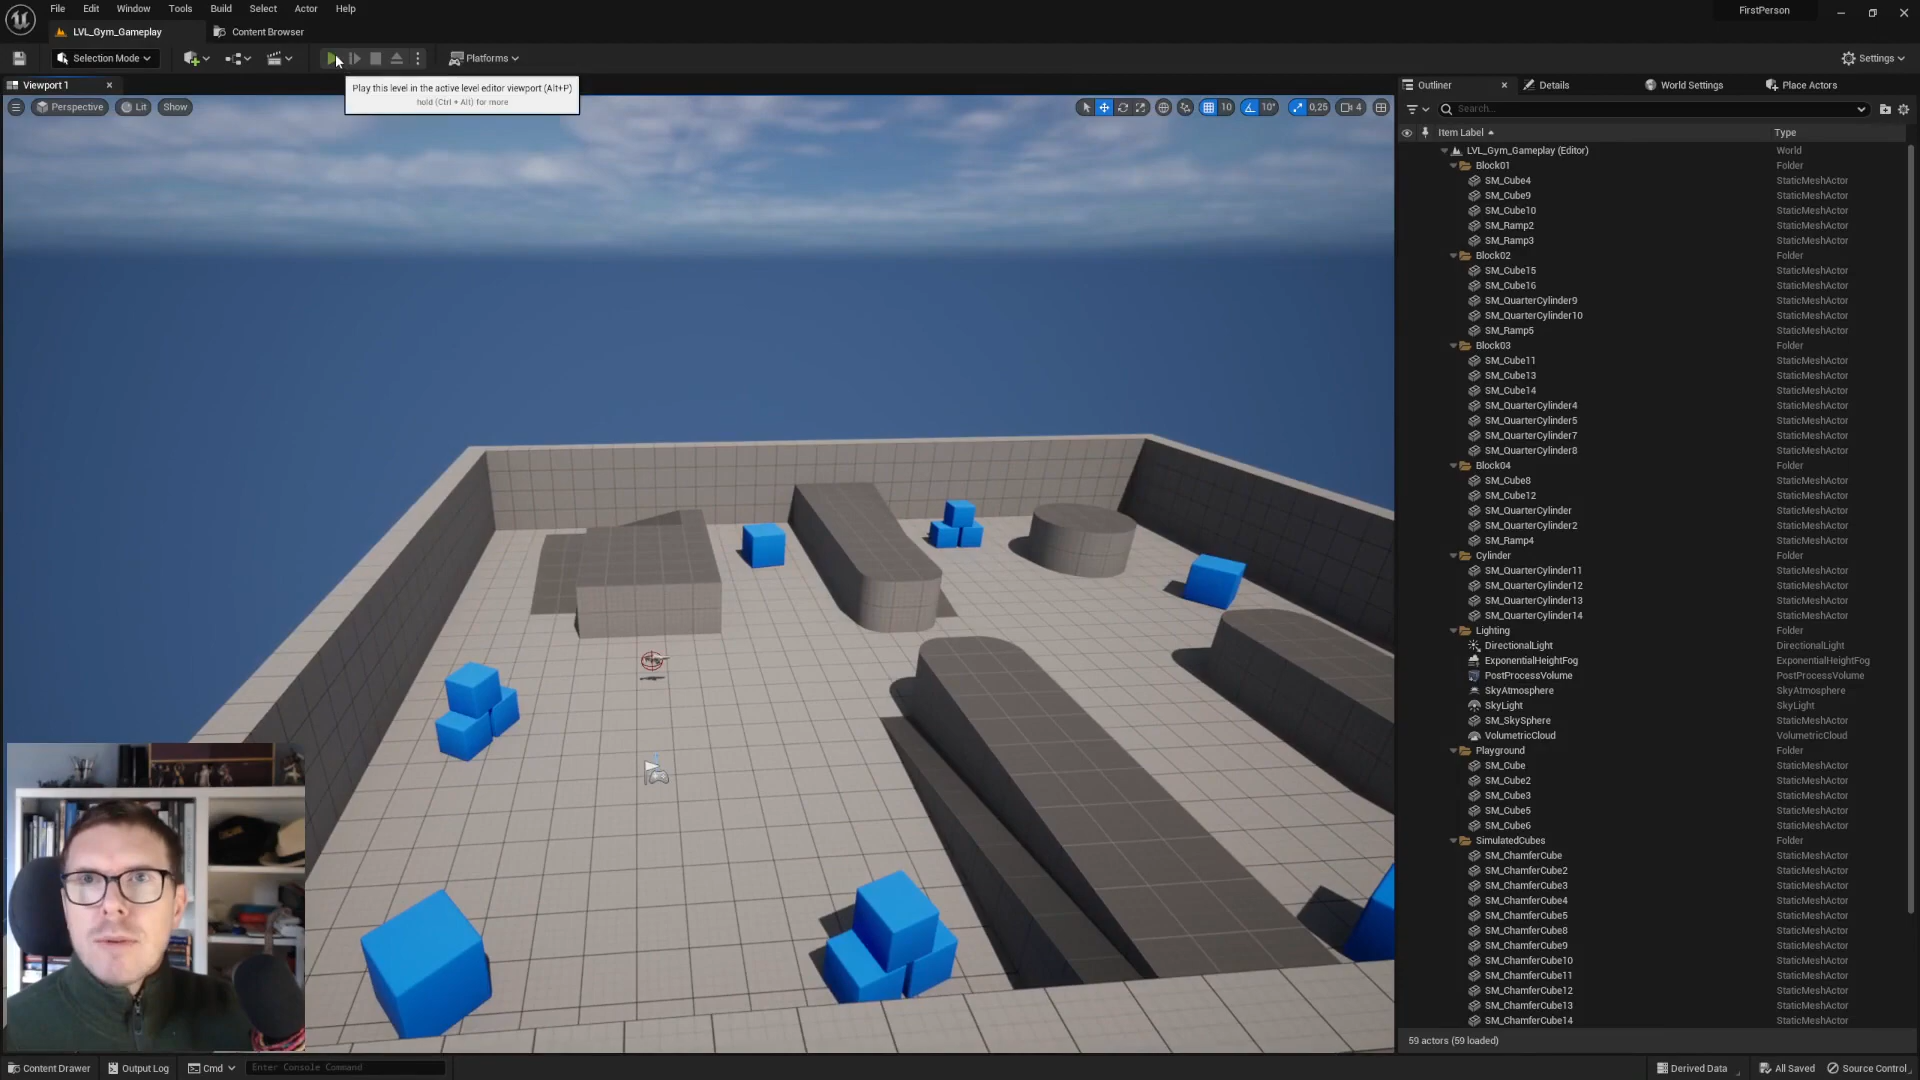 File Edit Window Tools Build Select Actor Help
FirstPerson
LVL_Gym_Gameplay
Content Browser
Selection Mode
Platforms
Settings
Viewport 1
Play this level in the active level editor viewport (Alt+P)
hold (Ctrl + Alt) for more
Perspective
Lit
Show
10
10°
0,25
4
Outliner
Details
World Settings
Place Actors
Search...
Item Label
Type
LVL_Gym_Gameplay (Editor) World
Block01 Folder
SM_Cube4 StaticMeshActor
SM_Cube9 StaticMeshActor
SM_Cube10 StaticMeshActor
SM_Ramp2 StaticMeshActor
SM_Ramp3 StaticMeshActor
Block02 Folder
SM_Cube15 StaticMeshActor
SM_Cube16 StaticMeshActor
SM_QuarterCylinder9 StaticMeshActor
SM_QuarterCylinder10 StaticMeshActor
SM_Ramp5 StaticMeshActor
Block03 Folder
SM_Cube11 StaticMeshActor
SM_Cube13 StaticMeshActor
SM_Cube14 StaticMeshActor
SM_QuarterCylinder4 StaticMeshActor
SM_QuarterCylinder5 StaticMeshActor
SM_QuarterCylinder7 StaticMeshActor
SM_QuarterCylinder8 StaticMeshActor
Block04 Folder
SM_Cube8 StaticMeshActor
SM_Cube12 StaticMeshActor
SM_QuarterCylinder StaticMeshActor
SM_QuarterCylinder2 StaticMeshActor
SM_Ramp4 StaticMeshActor
Cylinder Folder
SM_QuarterCylinder11 StaticMeshActor
SM_QuarterCylinder12 StaticMeshActor
SM_QuarterCylinder13 StaticMeshActor
SM_QuarterCylinder14 StaticMeshActor
Lighting Folder
DirectionalLight DirectionalLight
ExponentialHeightFog ExponentialHeightFog
PostProcessVolume PostProcessVolume
SkyAtmosphere SkyAtmosphere
SkyLight SkyLight
SM_SkySphere StaticMeshActor
VolumetricCloud VolumetricCloud
Playground Folder
SM_Cube StaticMeshActor
SM_Cube2 StaticMeshActor
SM_Cube3 StaticMeshActor
SM_Cube5 StaticMeshActor
SM_Cube6 StaticMeshActor
SimulatedCubes Folder
SM_ChamferCube StaticMeshActor
SM_ChamferCube2 StaticMeshActor
SM_ChamferCube3 StaticMeshActor
SM_ChamferCube4 StaticMeshActor
SM_ChamferCube5 StaticMeshActor
SM_ChamferCube8 StaticMeshActor
SM_ChamferCube9 StaticMeshActor
SM_ChamferCube10 StaticMeshActor
SM_ChamferCube11 StaticMeshActor
SM_ChamferCube12 StaticMeshActor
SM_ChamferCube13 StaticMeshActor
SM_ChamferCube14 StaticMeshActor
59 actors (59 loaded)
Content Drawer
Output Log
Cmd
Enter Console Command
Derived Data
All Saved
Source Control